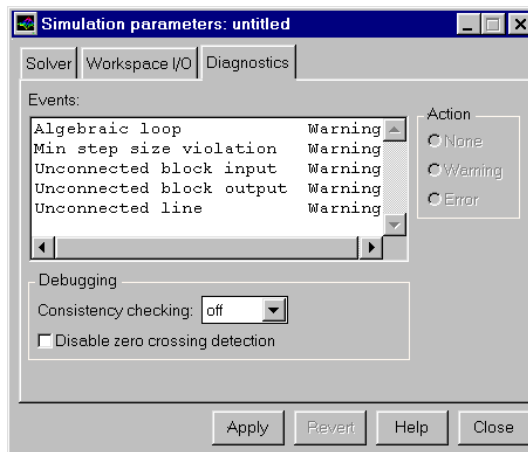 Simulation parameters: untitled
Solver Workspace I/O Diagnostics
Events:
Algebraic loop Warning
Min step size violation Warning
Unconnected block input Warning
Unconnected block output Warning
Unconnected line Warning
Action
None
Warning
Error
Debugging
Consistency checking: off
Disable zero crossing detection
Apply Revert Help Close